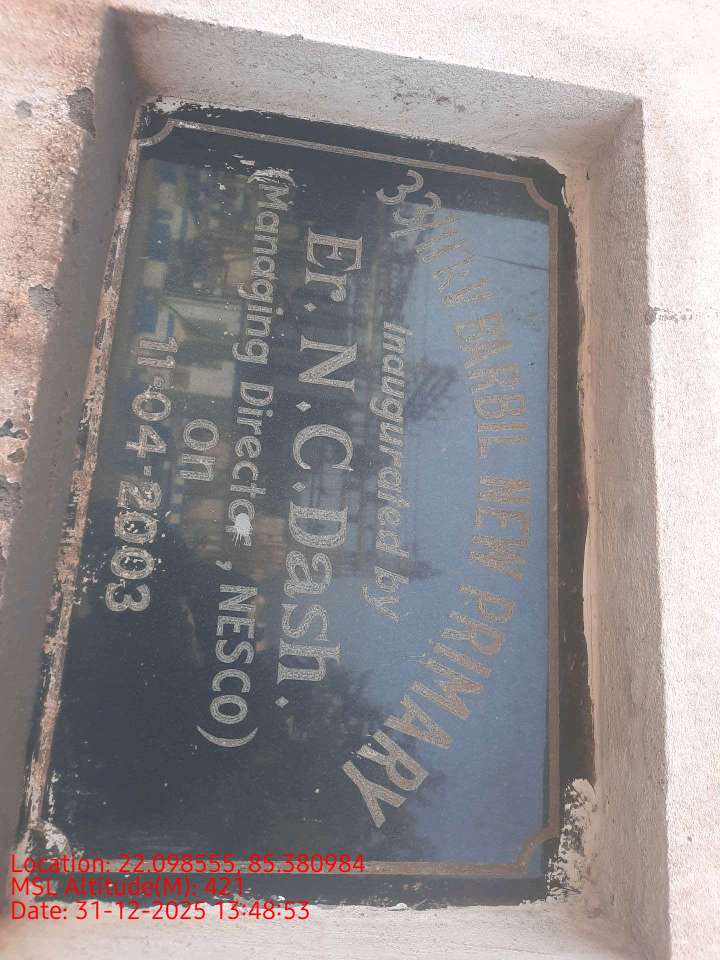 33/11 KV BARBIL NEW PRIMARY
Inaugurated by
Er. N.C.Dash.
(Managing Director, NESCO)
on
11-04-2003
Location: 22.098555, 85.380984
MSL Altitude(M): 421
Date: 31-12-2025 13:48:53